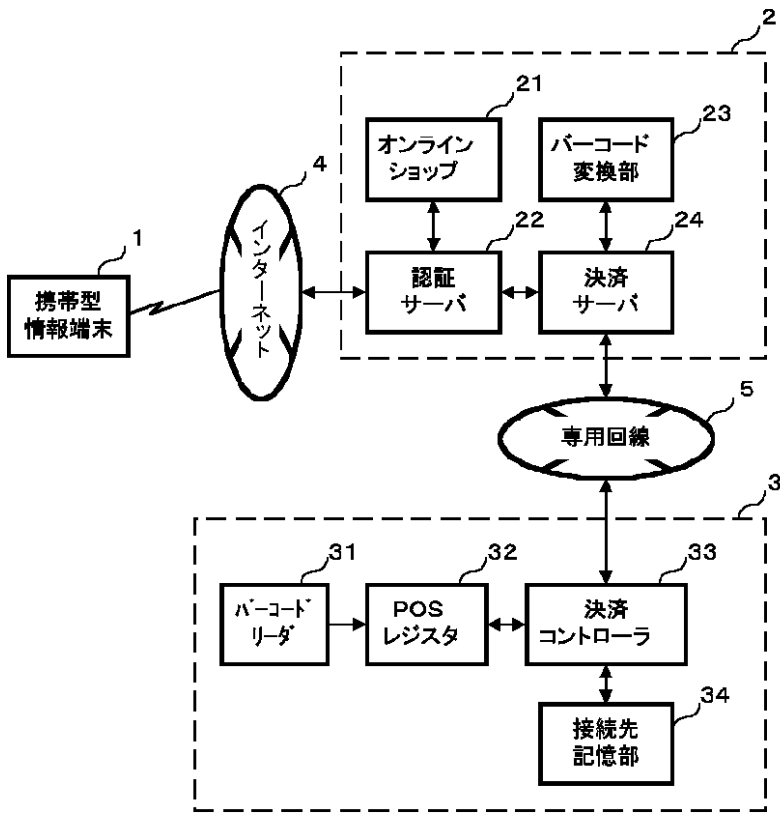 2
21
23
オンライン
ショップ
バーコード
変換部
4
インターネット
22
24
1
認証
サーバ
決済
サーバ
携帯型
情報端末
5
専用回線
3
31
32
33
バーコード
リーダ
POS
レジスタ
決済
コントローラ
34
接続先
記憶部